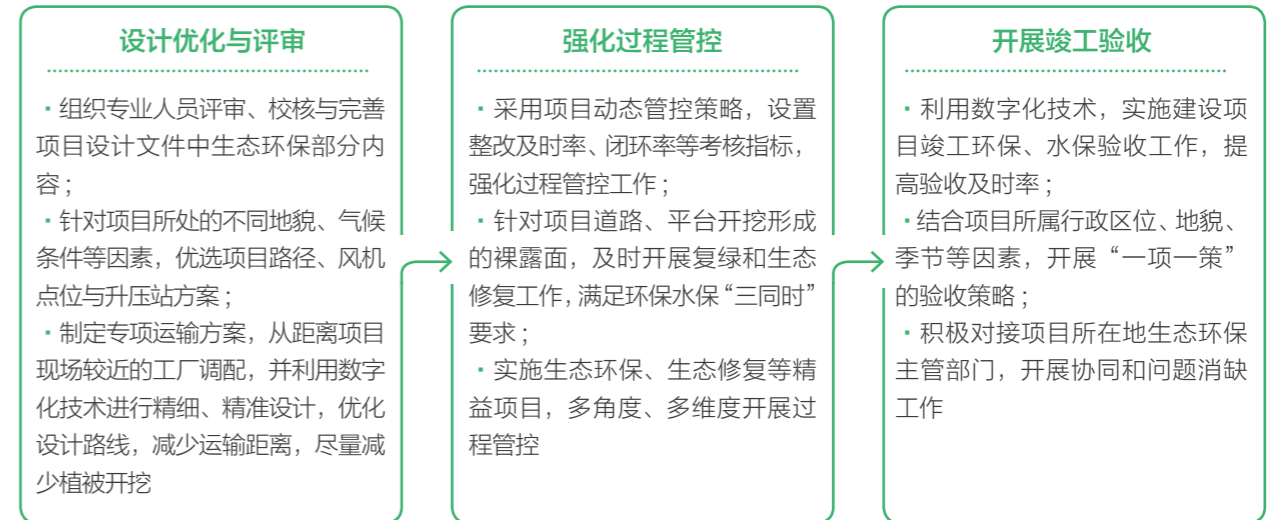 设计优化与评审
·组织专业人员评审、校核与完善
项目设计文件中生态环保部分内
容；
·针对项目所处的不同地貌、气候
条件等因素，优选项目路径、风机
点位与升压站方案；
·制定专项运输方案，从距离项目
现场较近的工厂调配，并利用数字
化技术进行精细、精准设计，优化
设计路线，减少运输距离，尽量减
少植被开挖
强化过程管控
·采用项目动态管控策略，设置
整改及时率、闭环率等考核指标，
强化过程管控工作；
·针对项目道路、平台开挖形成
的裸露面，及时开展复绿和生态
修复工作，满足环保水保“三同时”
要求；
·实施生态环保、生态修复等精
益项目，多角度、多维度开展过
程管控
开展竣工验收
·利用数字化技术，实施建设项
目竣工环保、水保验收工作，提
高验收及时率；
·结合项目所属行政区位、地貌、
季节等因素，开展“一项一策”
的验收策略；
·积极对接项目所在地生态环保
主管部门，开展协同和问题消缺
工作